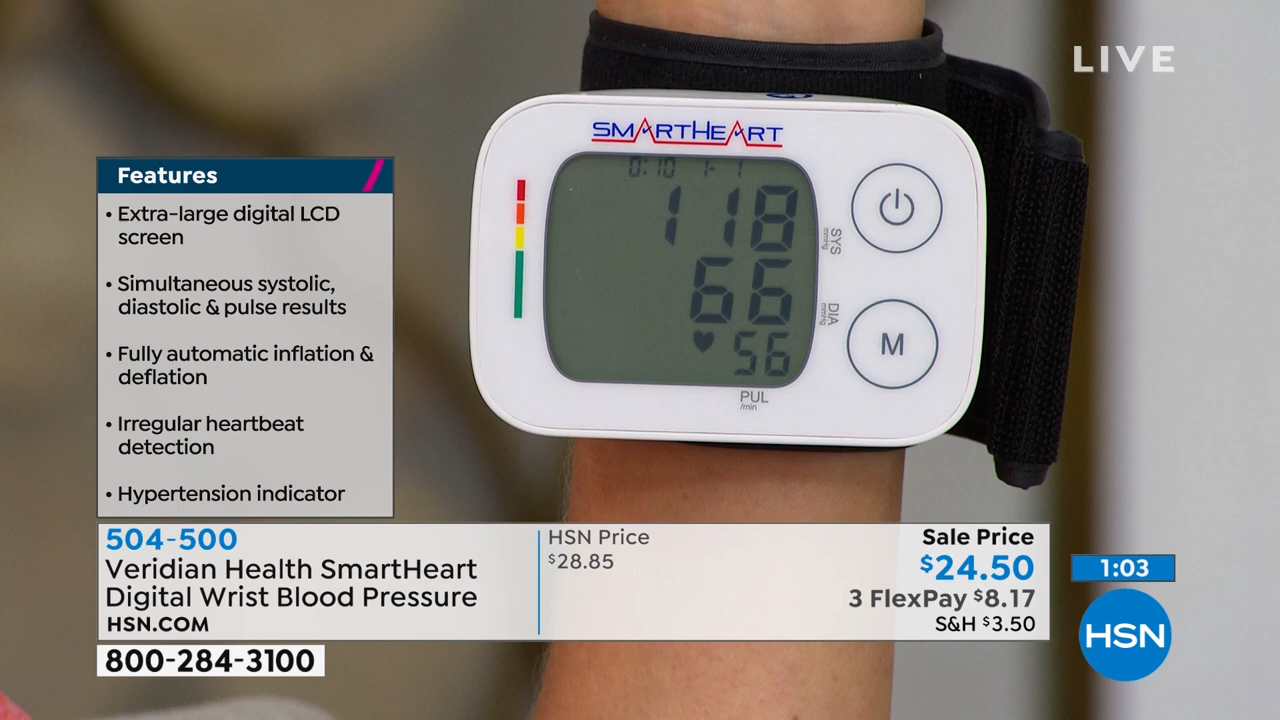 LIVE
SMARTHEART
0:10 1- 1
118
SYS
mmHg
66
DIA
mmHg
56
PUL
/min
M
Features
• Extra-large digital LCD
screen
• Simultaneous systolic,
diastolic & pulse results
• Fully automatic inflation &
deflation
• Irregular heartbeat
detection
• Hypertension indicator
504-500
Veridian Health SmartHeart
Digital Wrist Blood Pressure
HSN.COM
HSN Price
$28.85
Sale Price
$24.50
3 FlexPay $8.17
S&H $3.50
800-284-3100
1:03
HSN